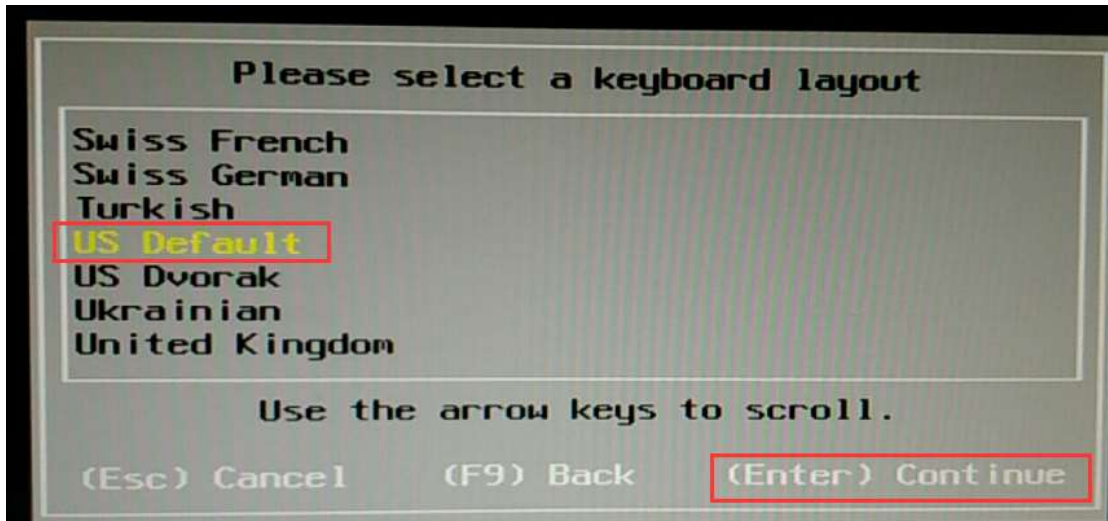 Please select a keyboard layout
Swiss French
Swiss German
Turkish
US Default
US Dvorak
Ukrainian
United Kingdom
Use the arrow keys to scroll.
(Esc) Cancel (F9) Back (Enter) Continue